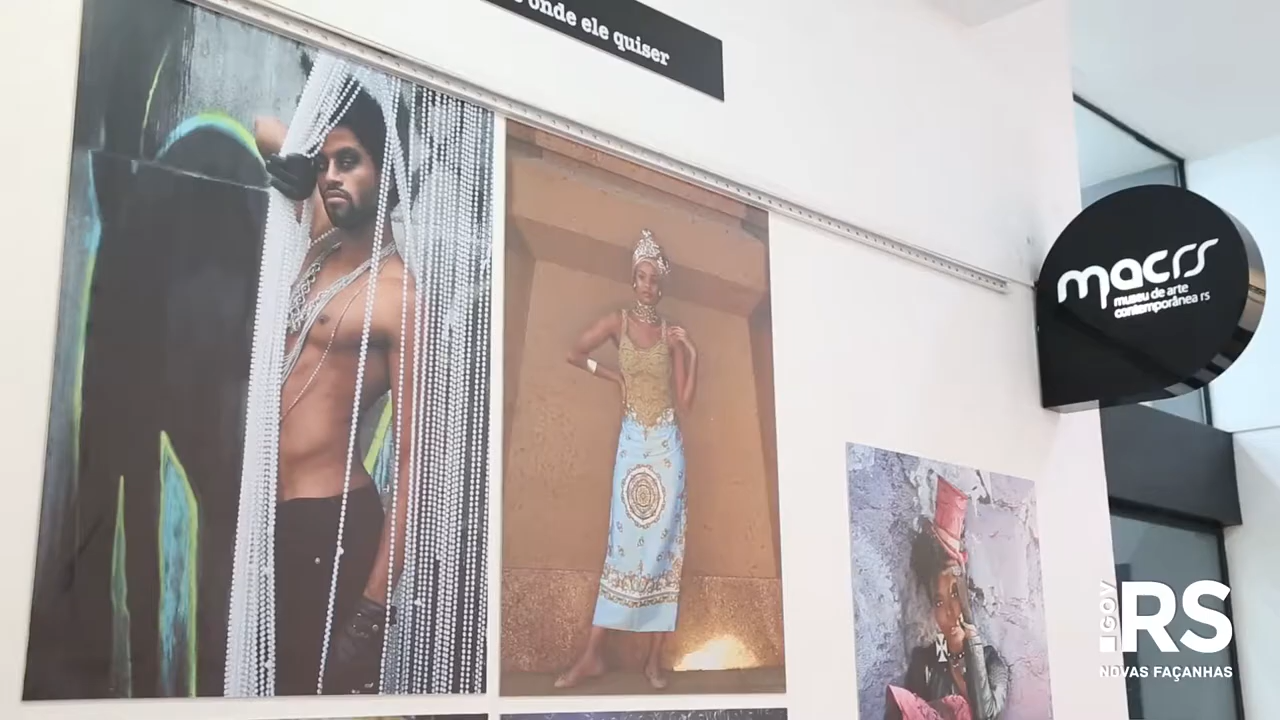 onde ele quiser
macrs
museu de arte
contemporânea rs
GOV
RS
NOVAS FAÇANHAS